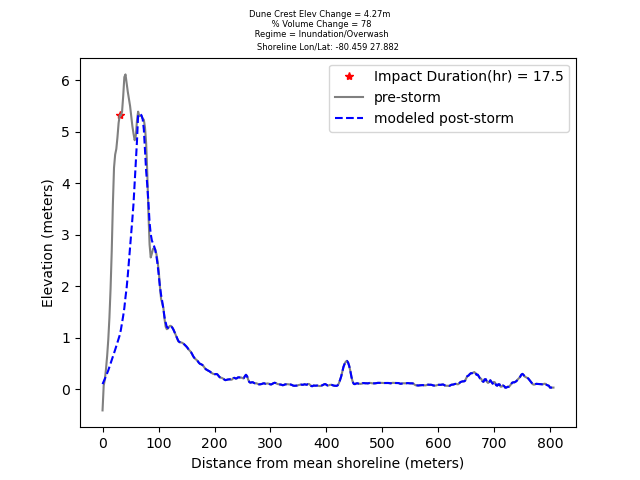 Dune Crest Elev Change = 4.27m
% Volume Change = 78
Regime = Inundation/Overwash
Shoreline Lon/Lat: -80.459 27.882
Impact Duration(hr) = 17.5
pre-storm
modeled post-storm
Elevation (meters)
6
5
4
3
2
1
0
0 100 200 300 400 500 600 700 800
Distance from mean shoreline (meters)